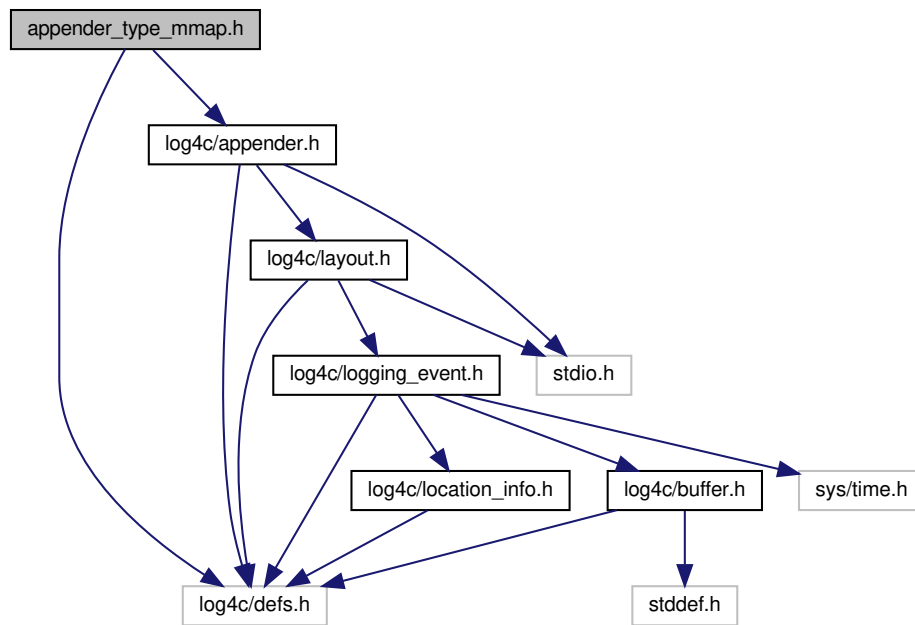 appender_type_mmap.h
log4c/appender.h
log4c/layout.h
log4c/logging_event.h
stdio.h
log4c/location_info.h
log4c/buffer.h
sys/time.h
log4c/defs.h
stddef.h